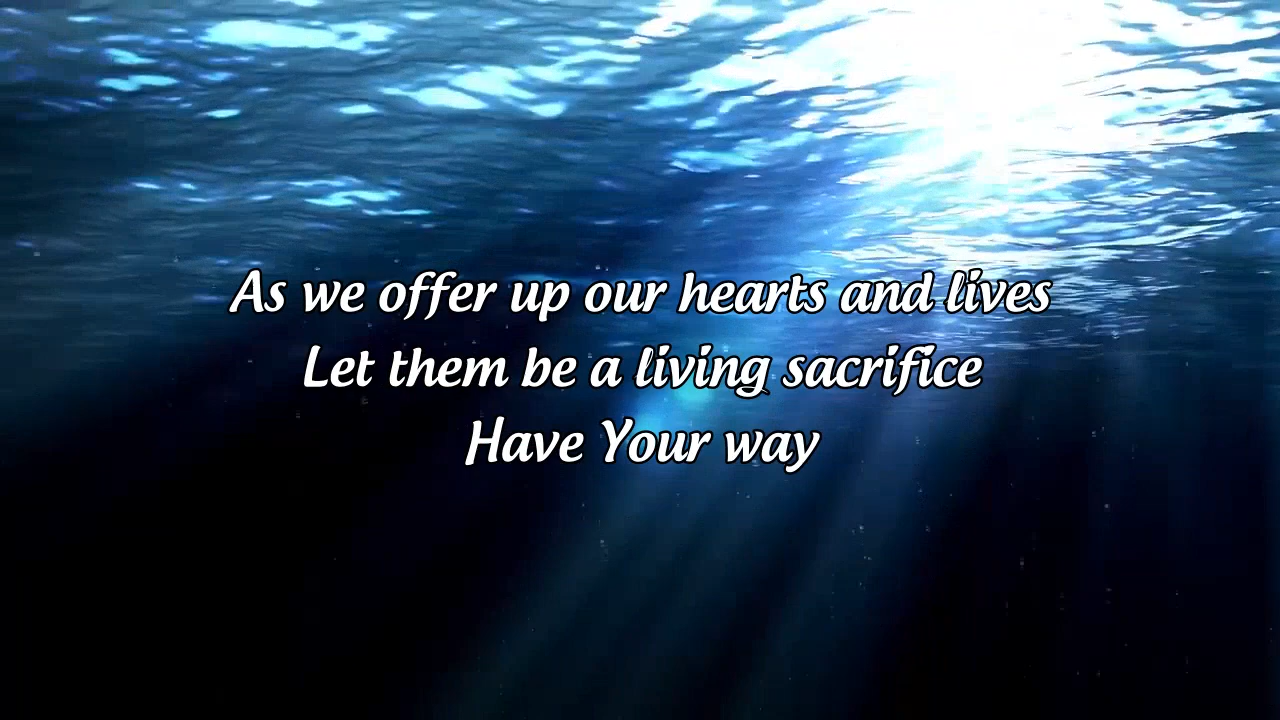 As we offer up our hearts and lives
Let them be a living sacrifice
Have Your way